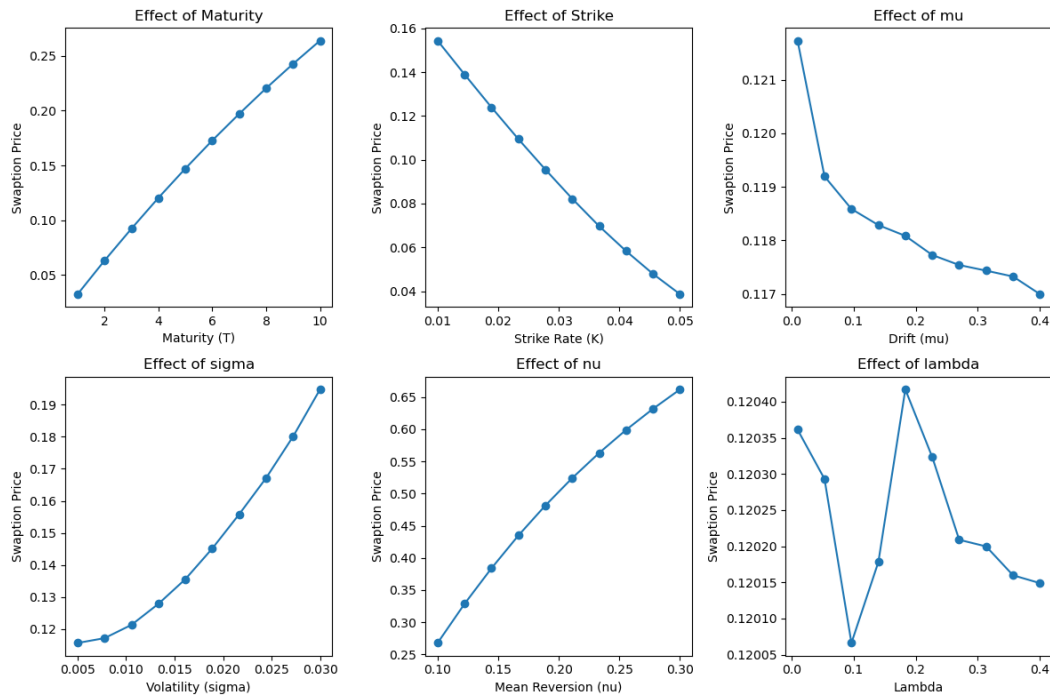 Effect of Maturity
Swaption Price
0.25
0.20
0.15
0.10
0.05
2 4 6 8 10
Maturity (T)
Effect of Strike
Swaption Price
0.16
0.14
0.12
0.10
0.08
0.06
0.04
0.01 0.02 0.03 0.04 0.05
Strike Rate (K)
Effect of mu
Swaption Price
0.121
0.120
0.119
0.118
0.117
0.0 0.1 0.2 0.3 0.4
Drift (mu)
Effect of sigma
Swaption Price
0.19
0.18
0.17
0.16
0.15
0.14
0.13
0.12
0.005 0.010 0.015 0.020 0.025 0.030
Volatility (sigma)
Effect of nu
Swaption Price
0.65
0.60
0.55
0.50
0.45
0.40
0.35
0.30
0.25
0.10 0.15 0.20 0.25 0.30
Mean Reversion (nu)
Effect of lambda
Swaption Price
0.12040
0.12035
0.12030
0.12025
0.12020
0.12015
0.12010
0.12005
0.0 0.1 0.2 0.3 0.4
Lambda